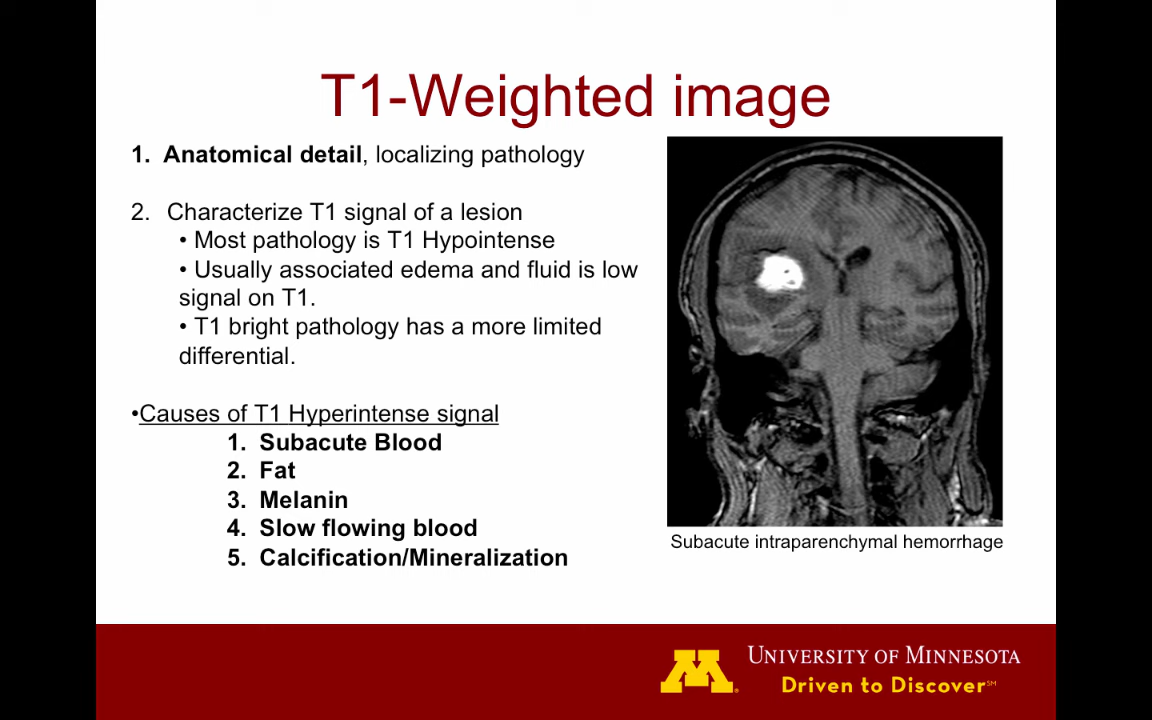 T1-Weighted image
1. Anatomical detail, localizing pathology
2. Characterize T1 signal of a lesion
• Most pathology is T1 Hypointense
• Usually associated edema and fluid is low
signal on T1.
• T1 bright pathology has a more limited
differential.
•Causes of T1 Hyperintense signal
1. Subacute Blood
2. Fat
3. Melanin
4. Slow flowing blood
5. Calcification/Mineralization
Subacute intraparenchymal hemorrhage
M
UNIVERSITY OF MINNESOTA
Driven to Discover℠